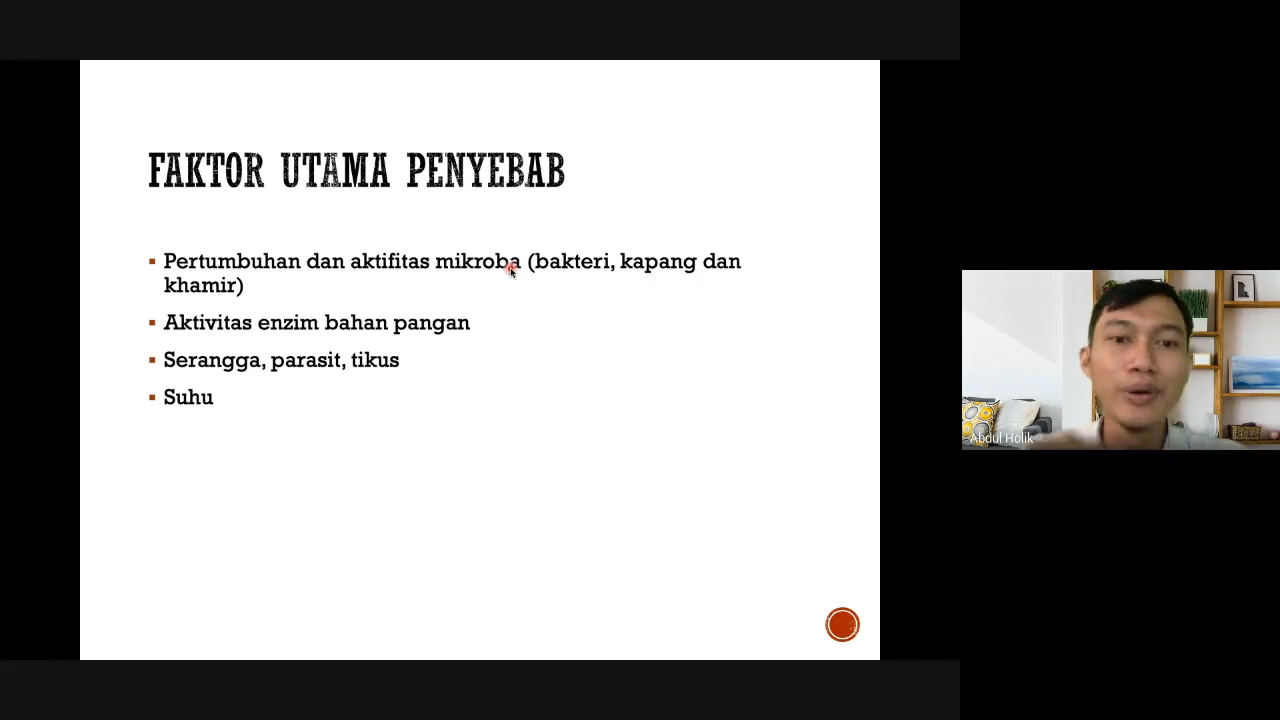 FAKTOR UTAMA PENYEBAB
Pertumbuhan dan aktifitas mikroba (bakteri, kapang dan
khamir)
Aktivitas enzim bahan pangan
Serangga, parasit, tikus
Suhu
Abdul Holik